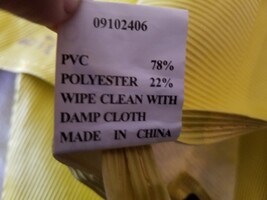 09102406
PVC 78%
POLYESTER 22%
WIPE CLEAN WITH
DAMP CLOTH
MADE IN CHINA